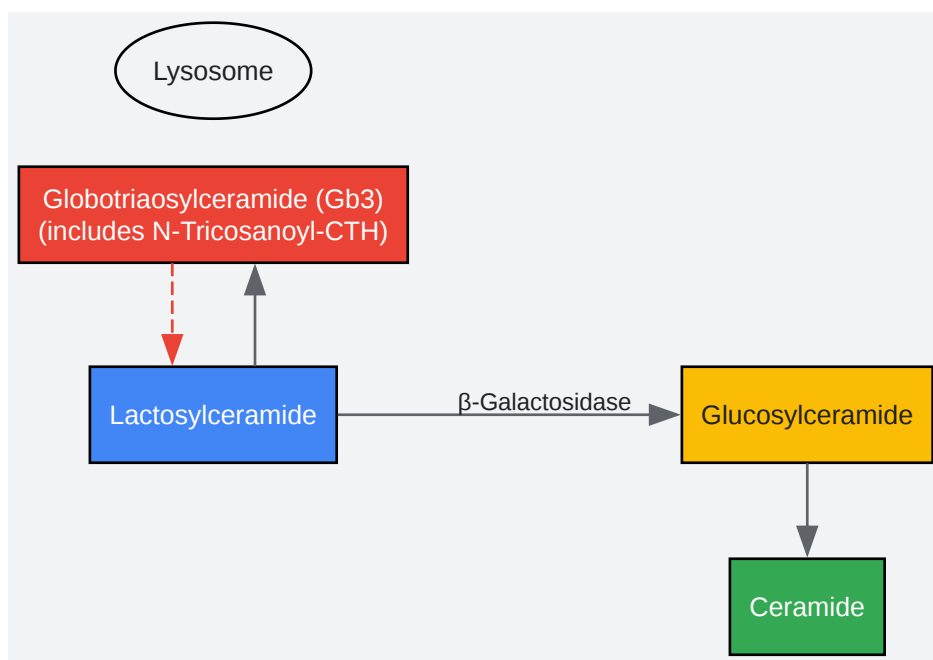 Lysosome
Globotriaosylceramide (Gb3)
(includes N-Tricosanoyl-CTH)
Lactosylceramide
β-Galactosidase
Glucosylceramide
Ceramide